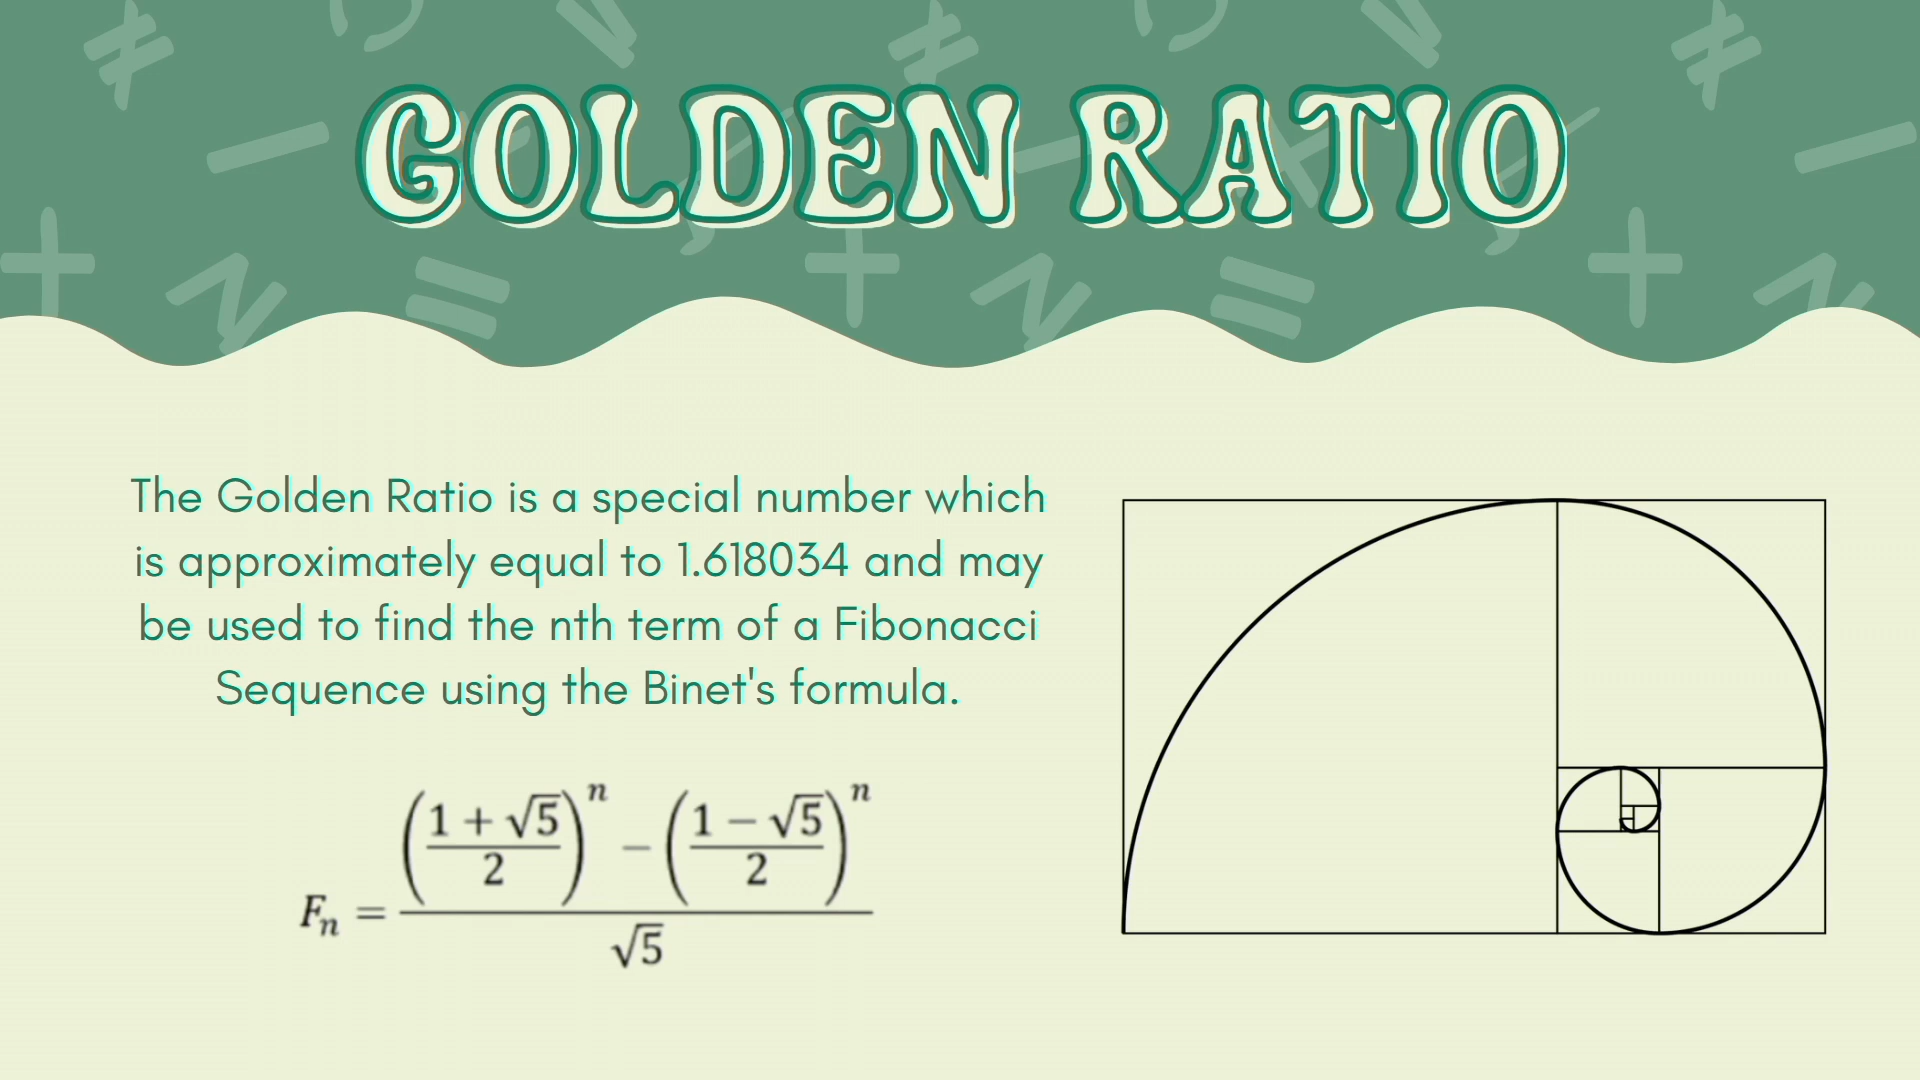 GOLDEN RATIO
The Golden Ratio is a special number which
is approximately equal to 1.618034 and may
be used to find the nth term of a Fibonacci
Sequence using the Binet's formula.
Fₙ = (((1 + √5)/2)ⁿ − ((1 − √5)/2)ⁿ)/√5